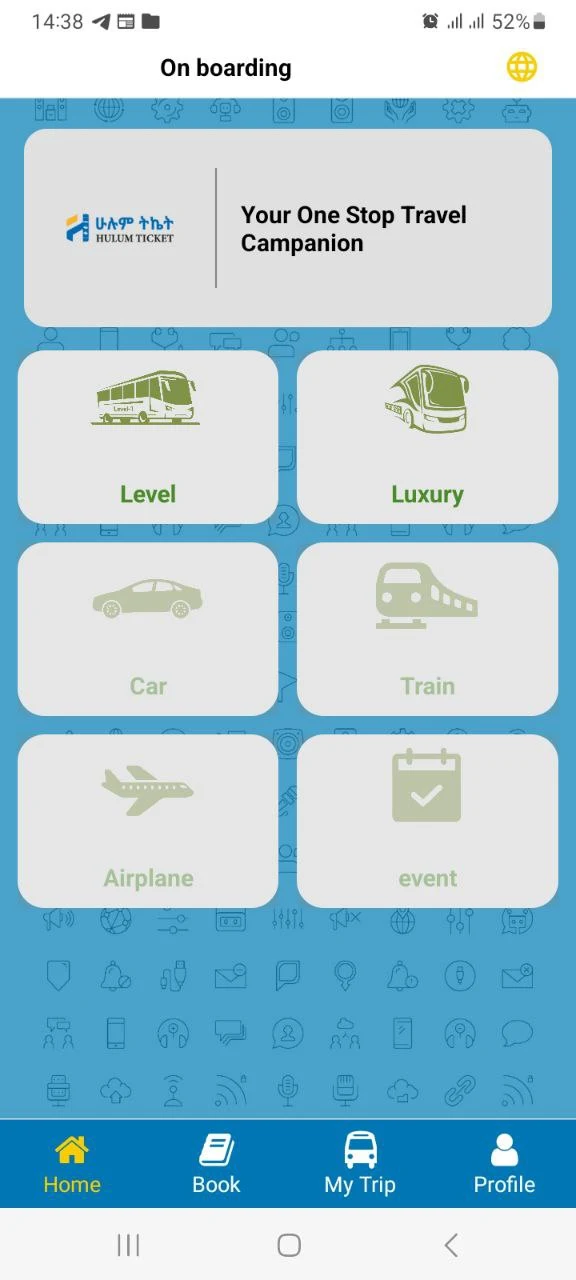 14:38
52%
On boarding
ሁሉም ትኬት
HULUM TICKET
Your One Stop Travel
Campanion
Level-1
Level
Luxury
Car
Train
Airplane
event
Home
Book
My Trip
Profile